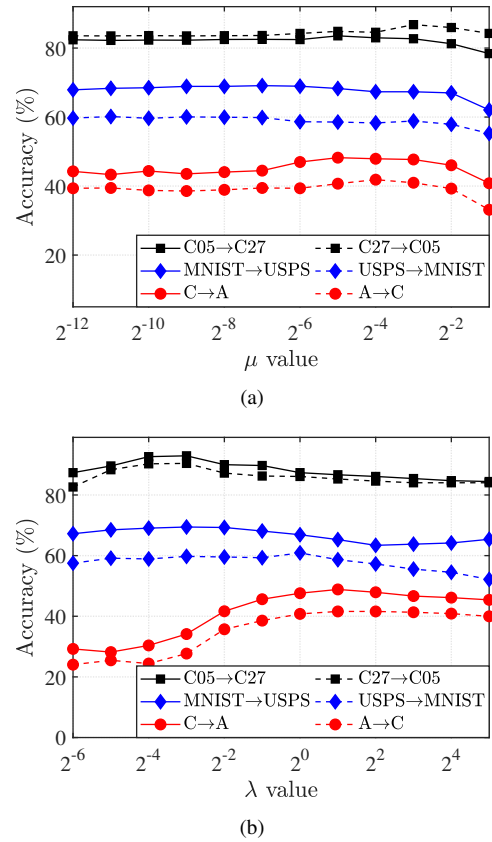 80
60
40
20
Accuracy (%)
C05→C27 C27→C05
MNIST→USPS USPS→MNIST
C→A A→C
2^-12 2^-10 2^-8 2^-6 2^-4 2^-2
μ value
(a)
80
60
40
20
0
Accuracy (%)
C05→C27 C27→C05
MNIST→USPS USPS→MNIST
C→A A→C
2^-6 2^-4 2^-2 2^0 2^2 2^4
λ value
(b)